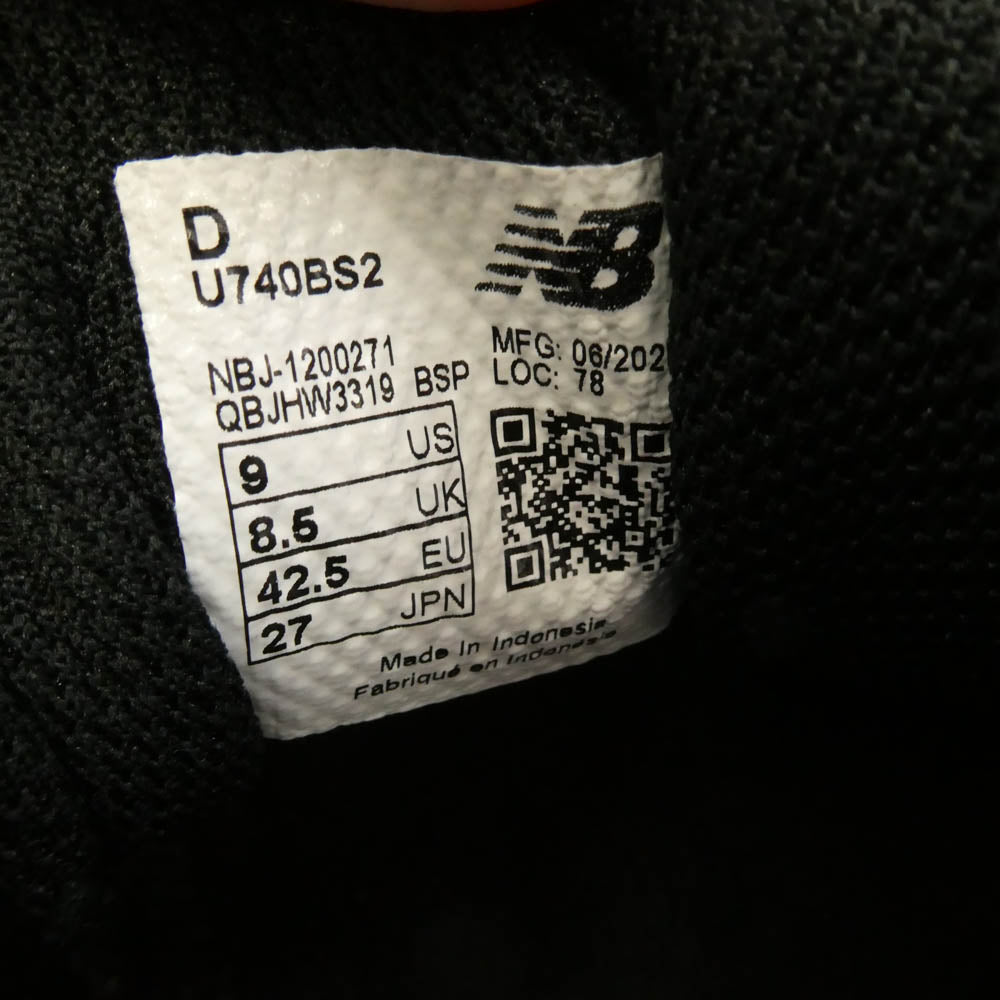 D
U740BS2
NB
NBJ-1200271
QBJHW3319 BSP
MFG: 06/202
LOC: 78
9 US
8.5 UK
42.5 EU
27 JPN
Made In Indonesia
Fabriqué en Indonésie